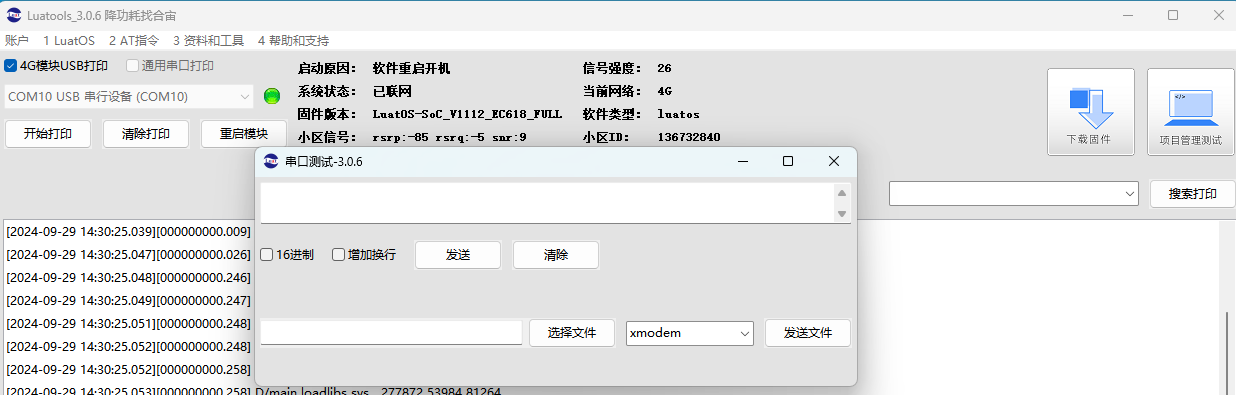 Luatools_3.0.6 降功耗找合宙
账户 1 LuatOS 2 AT指令 3 资料和工具 4 帮助和支持
4G模块USB打印 通用串口打印
COM10 USB 串行设备 (COM10)
开始打印 清除打印 重启模块
启动原因： 软件重启开机 信号强度： 26
系统状态： 已联网 当前网络： 4G
固件版本： LuatOS-SoC_V1112_EC618_FULL 软件类型： luatos
小区信号： rsrp:-85 rsrq:-5 snr:9 小区ID： 136732840
下载固件 项目管理测试
搜索打印
串口测试-3.0.6
16进制 增加换行 发送 清除
选择文件 xmodem 发送文件
[2024-09-29 14:30:25.039][000000000.009]
[2024-09-29 14:30:25.047][000000000.026]
[2024-09-29 14:30:25.048][000000000.246]
[2024-09-29 14:30:25.049][000000000.247]
[2024-09-29 14:30:25.051][000000000.248]
[2024-09-29 14:30:25.052][000000000.248]
[2024-09-29 14:30:25.052][000000000.258]
[2024-09-29 14:30:25.053][000000000.258] D/main loadlibs sys 277872 53984 81264